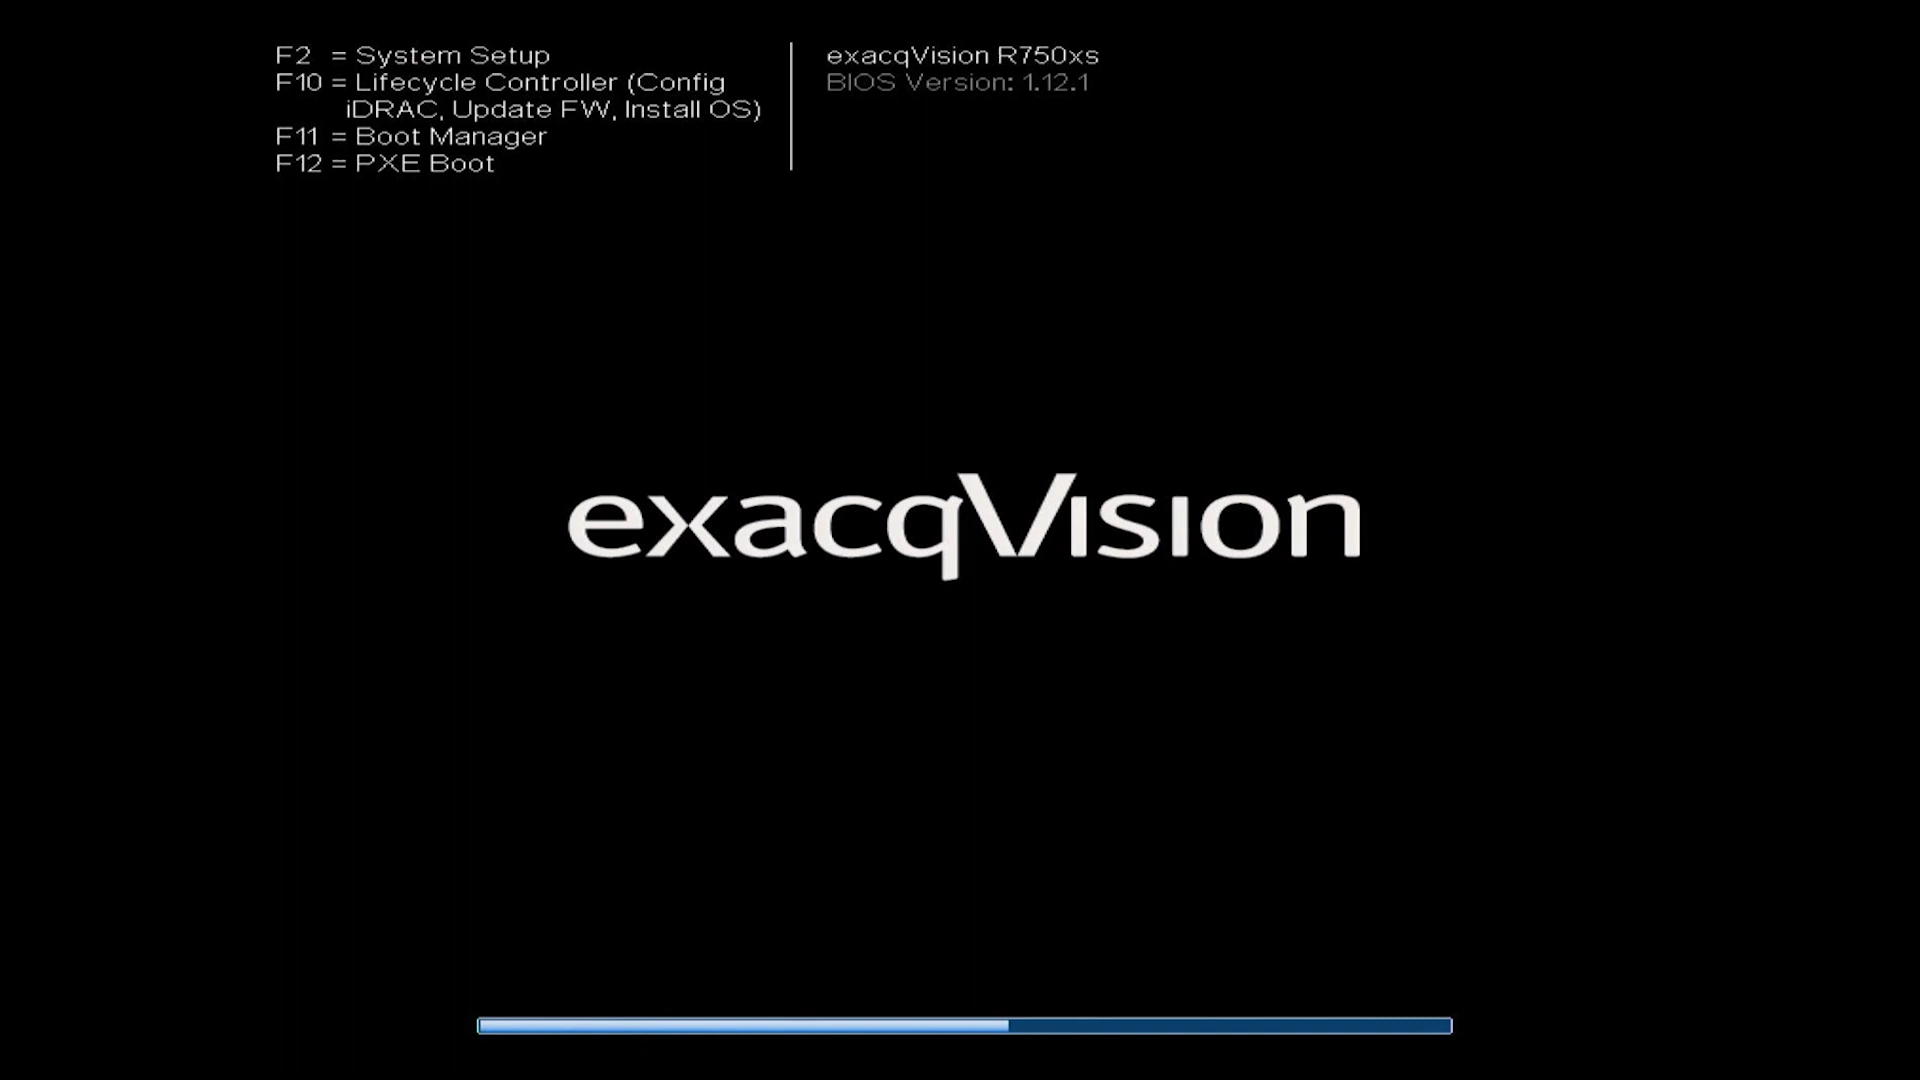 F2 = System Setup
F10 = Lifecycle Controller (Config
iDRAC, Update FW, Install OS)
F11 = Boot Manager
F12 = PXE Boot
exacqVision R750xs
BIOS Version: 1.12.1
exacqVision